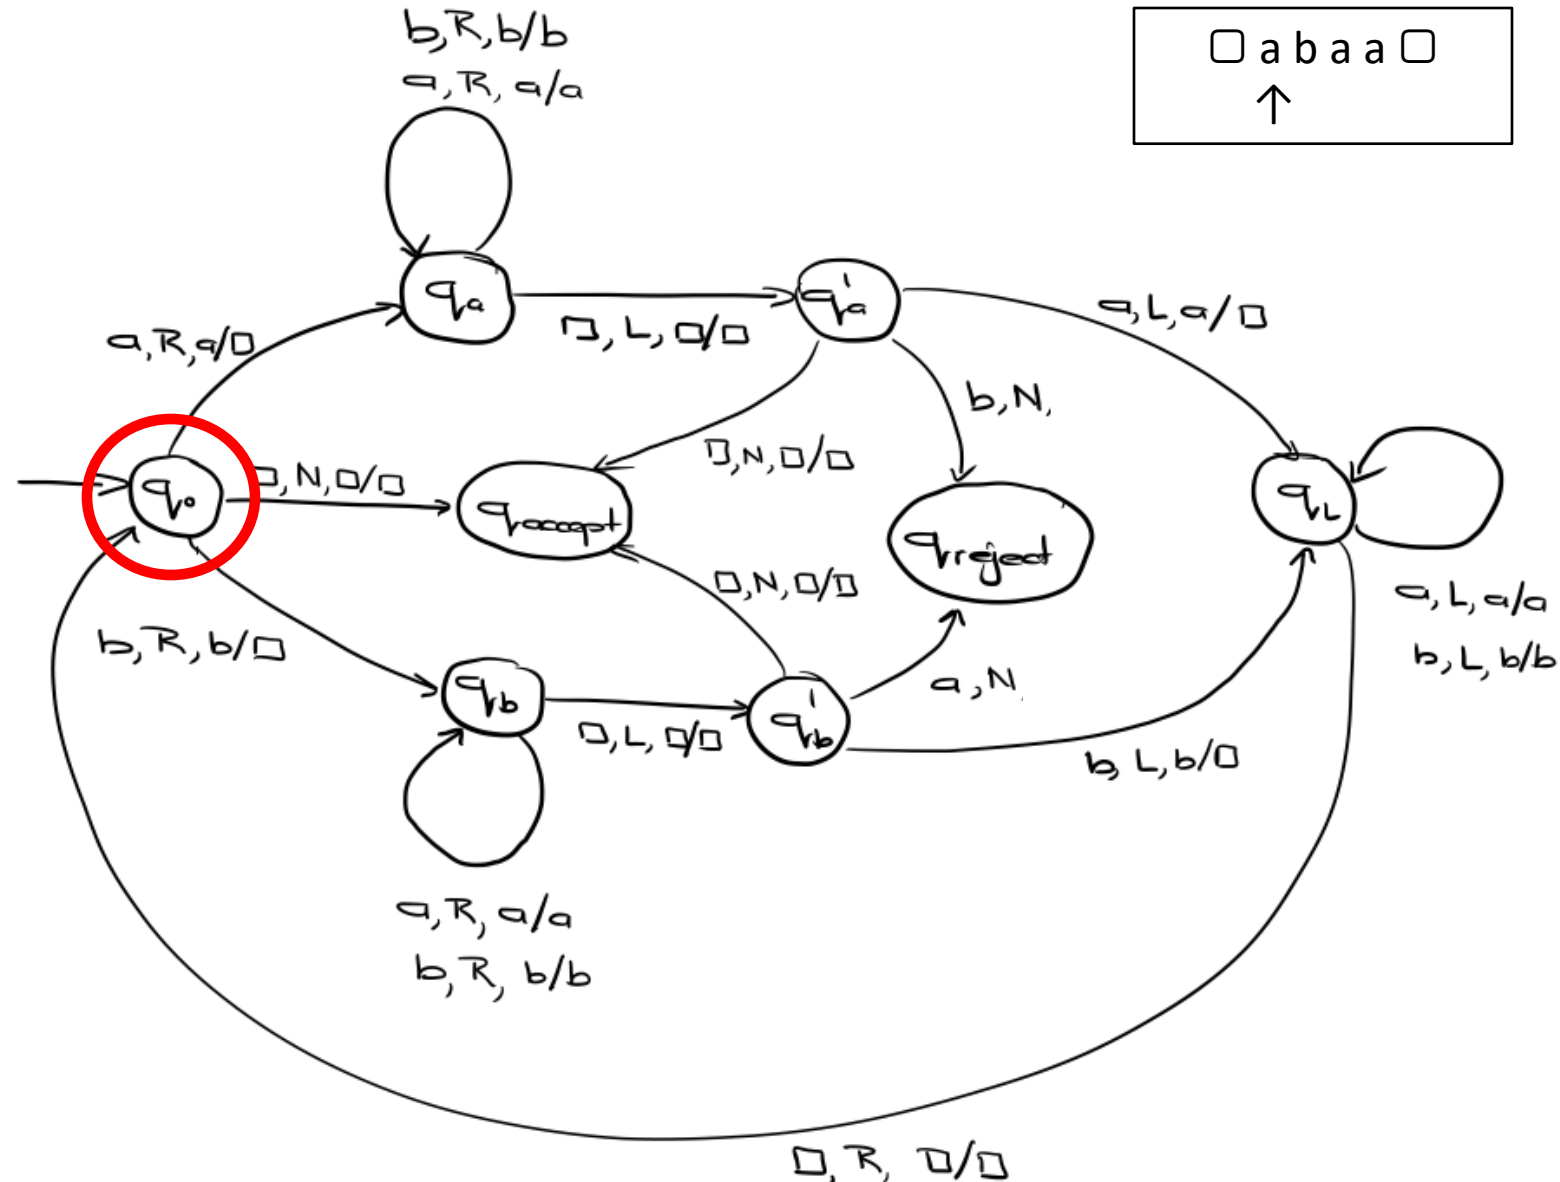 b,R,b/b
a,R, a/a
□ a b a a □
↑
qa
q'a
a,L,a/□
a,R,a/□
□, L, □/□
b,N,
□,N,□/□
q0
□,N,□/□
qaccept
qreject
qL
□,N,□/□
a,L,a/a
b,L,b/b
b,R,b/□
qb
a,N
□,L,□/□
q'b
b,L,b/□
a,R, a/a
b,R, b/b
□,R, □/□